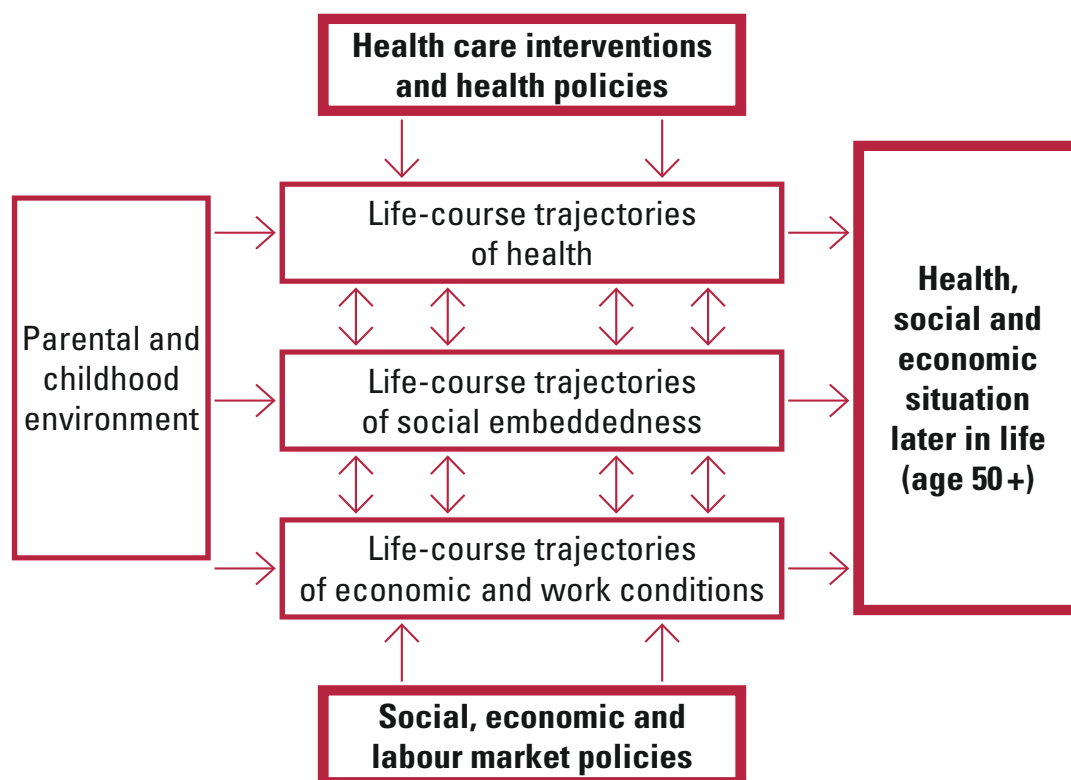 Health care interventions
and health policies
Life-course trajectories
of health
Parental and
childhood
environment
Life-course trajectories
of social embeddedness
Life-course trajectories
of economic and work conditions
Health,
social and
economic
situation
later in life
(age 50+)
Social, economic and
labour market policies